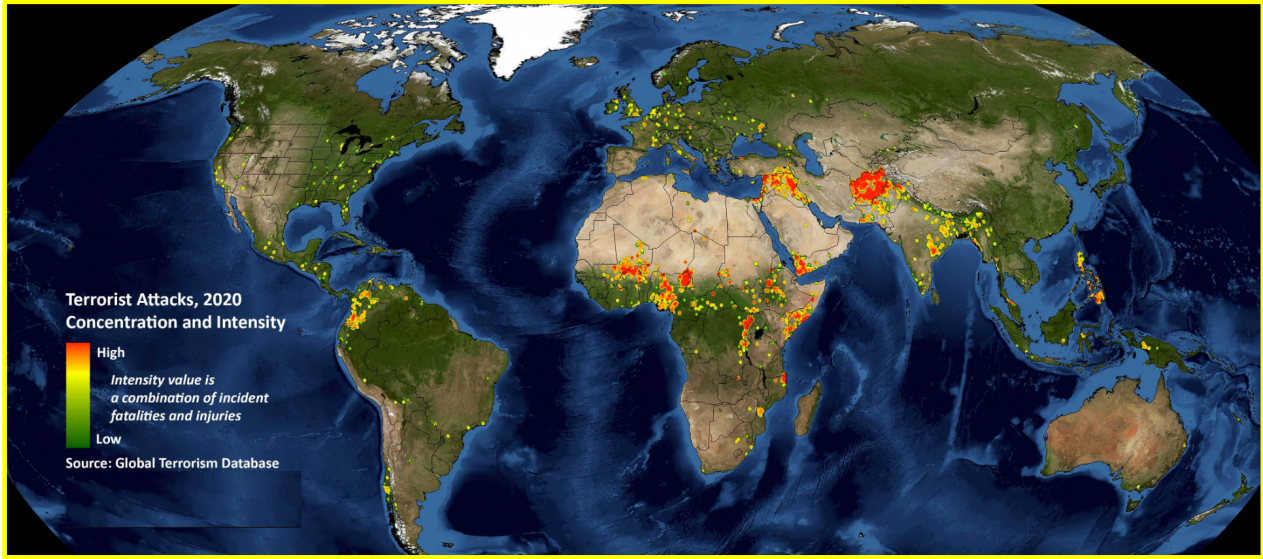 Terrorist Attacks, 2020
Concentration and Intensity
High
Intensity value is
a combination of incident
fatalities and injuries
Low
Source: Global Terrorism Database